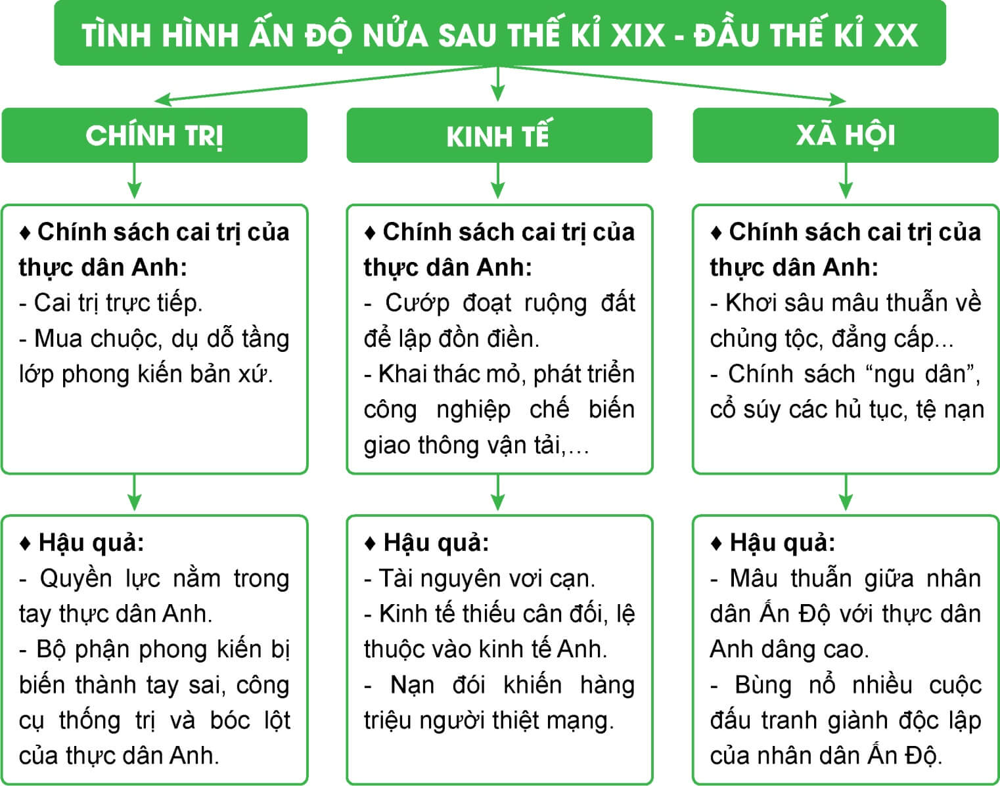 TÌNH HÌNH ẤN ĐỘ NỬA SAU THẾ KỈ XIX - ĐẦU THẾ KỈ XX
CHÍNH TRỊ
♦ Chính sách cai trị của
thực dân Anh:
- Cai trị trực tiếp.
- Mua chuộc, dụ dỗ tầng
lớp phong kiến bản xứ.
♦ Hậu quả:
- Quyền lực nằm trong
tay thực dân Anh.
- Bộ phận phong kiến bị
biến thành tay sai, công
cụ thống trị và bóc lột
của thực dân Anh.
KINH TẾ
♦ Chính sách cai trị của
thực dân Anh:
- Cướp đoạt ruộng đất
để lập đồn điền.
- Khai thác mỏ, phát triển
công nghiệp chế biến
giao thông vận tải,...
♦ Hậu quả:
- Tài nguyên vơi cạn.
- Kinh tế thiếu cân đối, lệ
thuộc vào kinh tế Anh.
- Nạn đói khiến hàng
triệu người thiệt mạng.
XÃ HỘI
♦ Chính sách cai trị của
thực dân Anh:
- Khơi sâu mâu thuẫn về
chủng tộc, đẳng cấp...
- Chính sách “ngu dân”,
cổ súy các hủ tục, tệ nạn
♦ Hậu quả:
- Mâu thuẫn giữa nhân
dân Ấn Độ với thực dân
Anh dâng cao.
- Bùng nổ nhiều cuộc
đấu tranh giành độc lập
của nhân dân Ấn Độ.